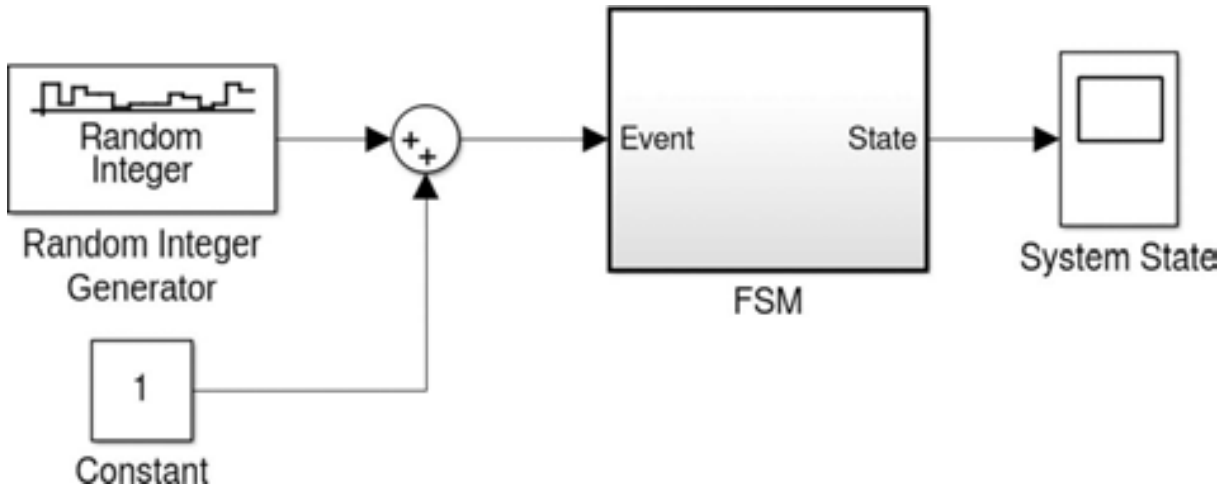 Random
Integer
Random Integer
Generator
+
+
Event
State
FSM
System State
1
Constant